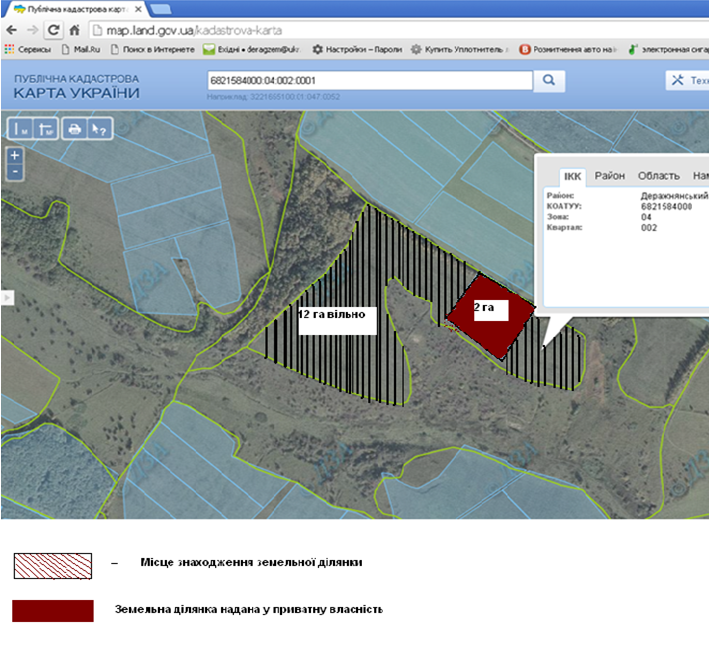 Публічна кадастрова карт
map.land.gov.ua/kadastrova-karta
Сервисы Mail.Ru Поиск в Интернете Вхідні • deragzem@ukr Настройки – Пароли Купить Уплотнитель Розмитнення авто на электронная сигар
ПУБЛІЧНА КАДАСТРОВА
КАРТА УКРАЇНИ
6821584000:04:002:0001
Наприклад: 3221865100:01:047:0052
Техн
М М²
+
-
?
ІКК Район Область Нам
Район: Деражнянський
КОАТУУ: 6821584000
Зона: 04
Квартал: 002
12 га вільно
2 га
– Місце знаходження земельної ділянки
Земельна ділянка надана у приватну власність